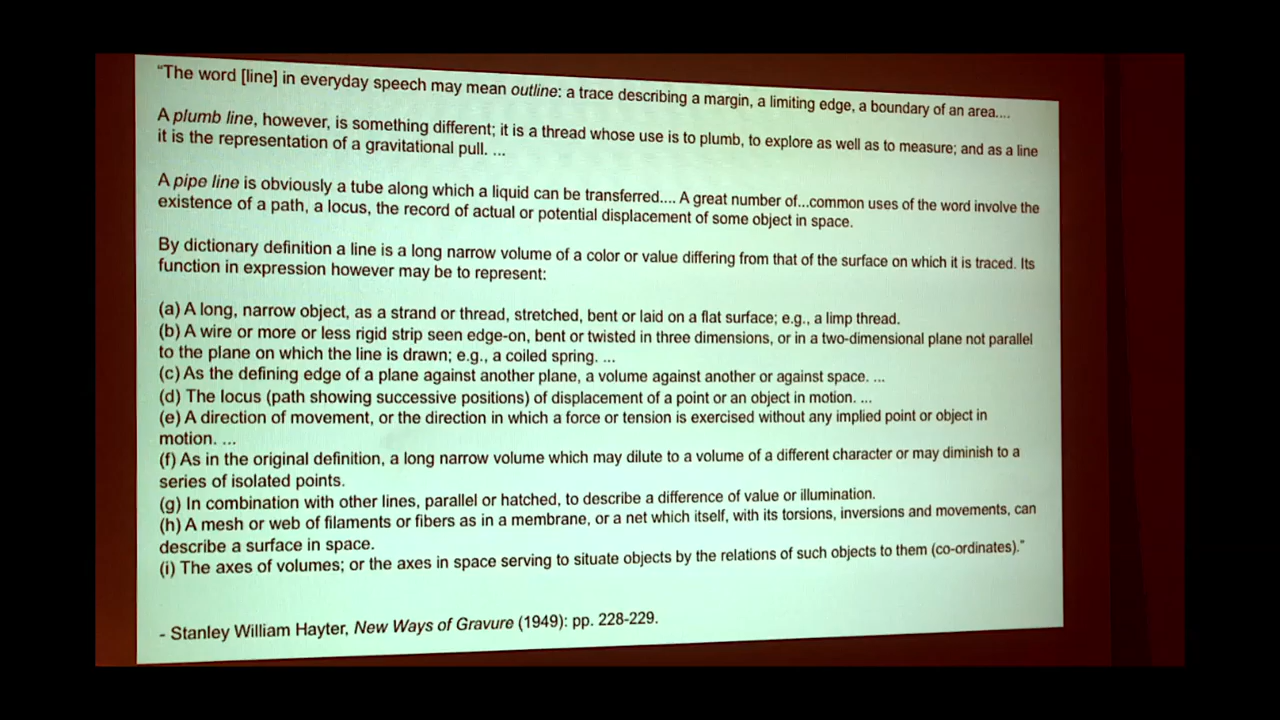 “The word [line] in everyday speech may mean outline: a trace describing a margin, a limiting edge, a boundary of an area....
A plumb line, however, is something different; it is a thread whose use is to plumb, to explore as well as to measure; and as a line
it is the representation of a gravitational pull. ...
A pipe line is obviously a tube along which a liquid can be transferred.... A great number of...common uses of the word involve the
existence of a path, a locus, the record of actual or potential displacement of some object in space.
By dictionary definition a line is a long narrow volume of a color or value differing from that of the surface on which it is traced. Its
function in expression however may be to represent:
(a) A long, narrow object, as a strand or thread, stretched, bent or laid on a flat surface; e.g., a limp thread.
(b) A wire or more or less rigid strip seen edge-on, bent or twisted in three dimensions, or in a two-dimensional plane not parallel
to the plane on which the line is drawn; e.g., a coiled spring. ...
(c) As the defining edge of a plane against another plane, a volume against another or against space. ...
(d) The locus (path showing successive positions) of displacement of a point or an object in motion. ...
(e) A direction of movement, or the direction in which a force or tension is exercised without any implied point or object in
motion. ...
(f) As in the original definition, a long narrow volume which may dilute to a volume of a different character or may diminish to a
series of isolated points.
(g) In combination with other lines, parallel or hatched, to describe a difference of value or illumination.
(h) A mesh or web of filaments or fibers as in a membrane, or a net which itself, with its torsions, inversions and movements, can
describe a surface in space.
(i) The axes of volumes; or the axes in space serving to situate objects by the relations of such objects to them (co-ordinates).”
- Stanley William Hayter, New Ways of Gravure (1949): pp. 228-229.